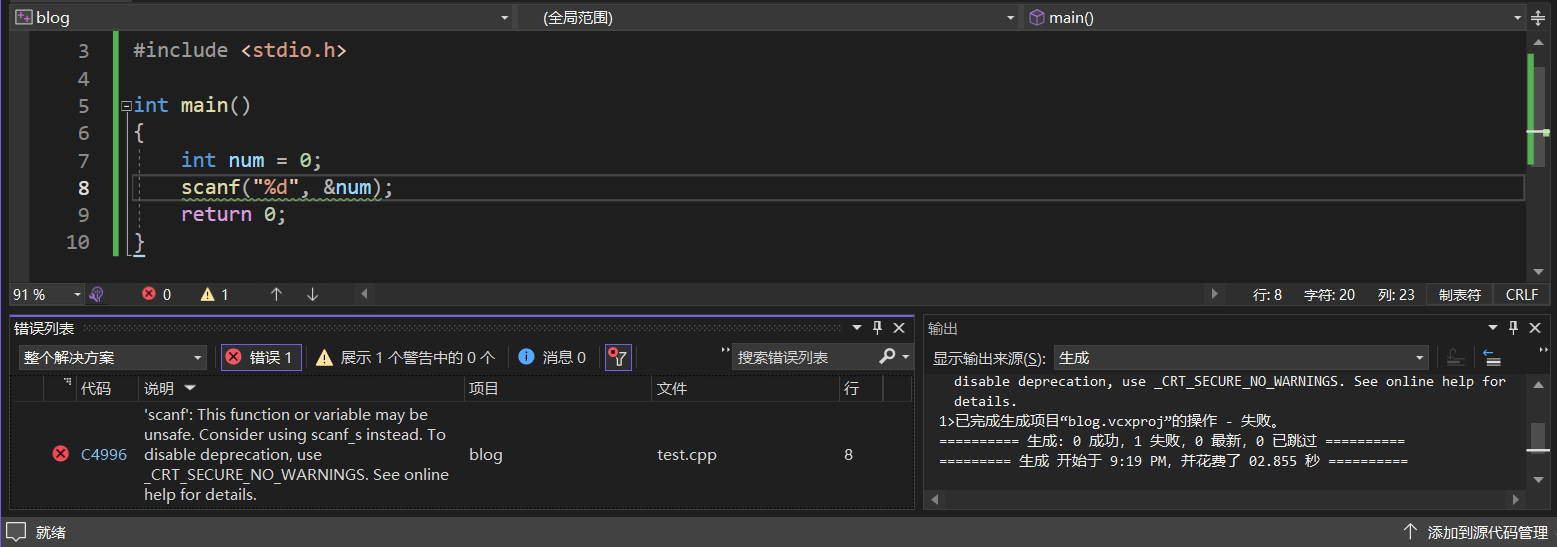 blog
(全局范围)
main()
3 #include <stdio.h>
4
5 int main()
6 {
7 int num = 0;
8 scanf("%d", &num);
9 return 0;
10 }
91 %
0
1
行: 8
字符: 20
列: 23
制表符
CRLF
错误列表
整个解决方案
错误 1
展示 1 个警告中的 0 个
消息 0
搜索错误列表
代码 说明 项目 文件 行
'scanf': This function or variable may be
unsafe. Consider using scanf_s instead. To
C4996 disable deprecation, use blog test.cpp 8
_CRT_SECURE_NO_WARNINGS. See online
help for details.
输出
显示输出来源(S): 生成
disable deprecation, use _CRT_SECURE_NO_WARNINGS. See online help for
details.
1>已完成生成项目“blog.vcxproj”的操作 - 失败。
========== 生成: 0 成功, 1 失败, 0 最新, 0 已跳过 ==========
========= 生成 开始于 9:19 PM, 并花费了 02.855 秒 ==========
就绪
添加到源代码管理